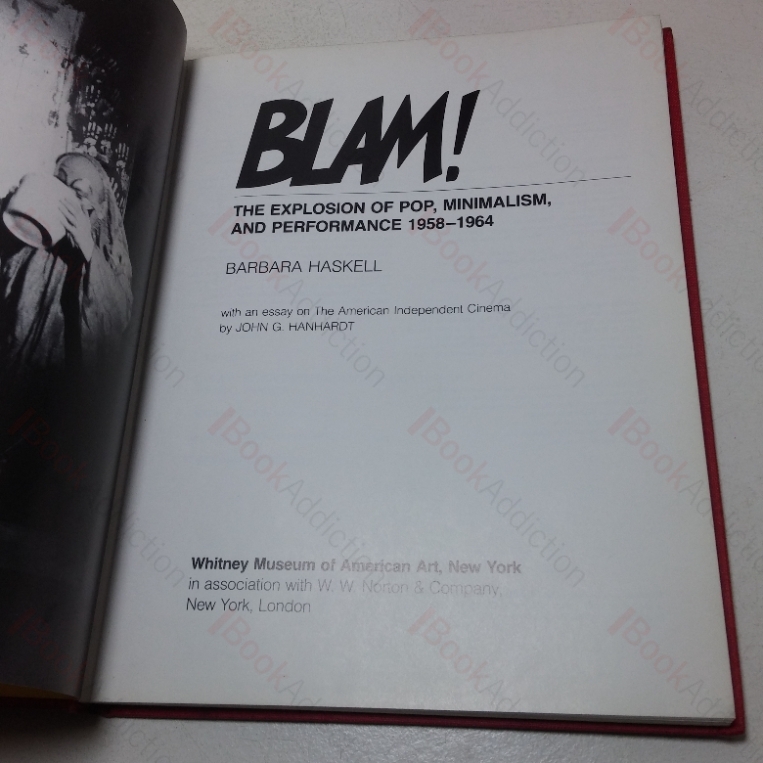 BLAM!
THE EXPLOSION OF POP, MINIMALISM,
AND PERFORMANCE 1958–1964
BARBARA HASKELL
with an essay on The American Independent Cinema
by JOHN G. HANHARDT
Whitney Museum of American Art, New York
in association with W. W. Norton & Company,
New York, London
BookAddiction